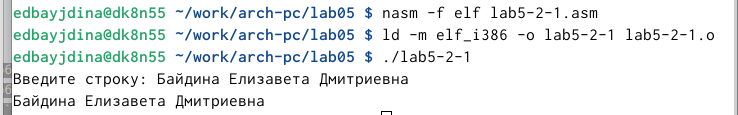 edbayjdina@dk8n55 ~/work/arch-pc/lab05 $ nasm -f elf lab5-2-1.asm
edbayjdina@dk8n55 ~/work/arch-pc/lab05 $ ld -m elf_i386 -o lab5-2-1 lab5-2-1.o
edbayjdina@dk8n55 ~/work/arch-pc/lab05 $ ./lab5-2-1
Введите строку: Байдина Елизавета Дмитриевна
Байдина Елизавета Дмитриевна